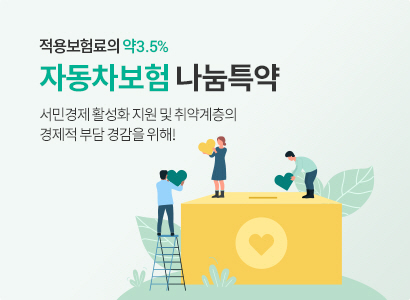 적용보험료의 약3.5%
자동차보험 나눔특약
서민경제 활성화 지원 및 취약계층의
경제적 부담 경감을 위해!